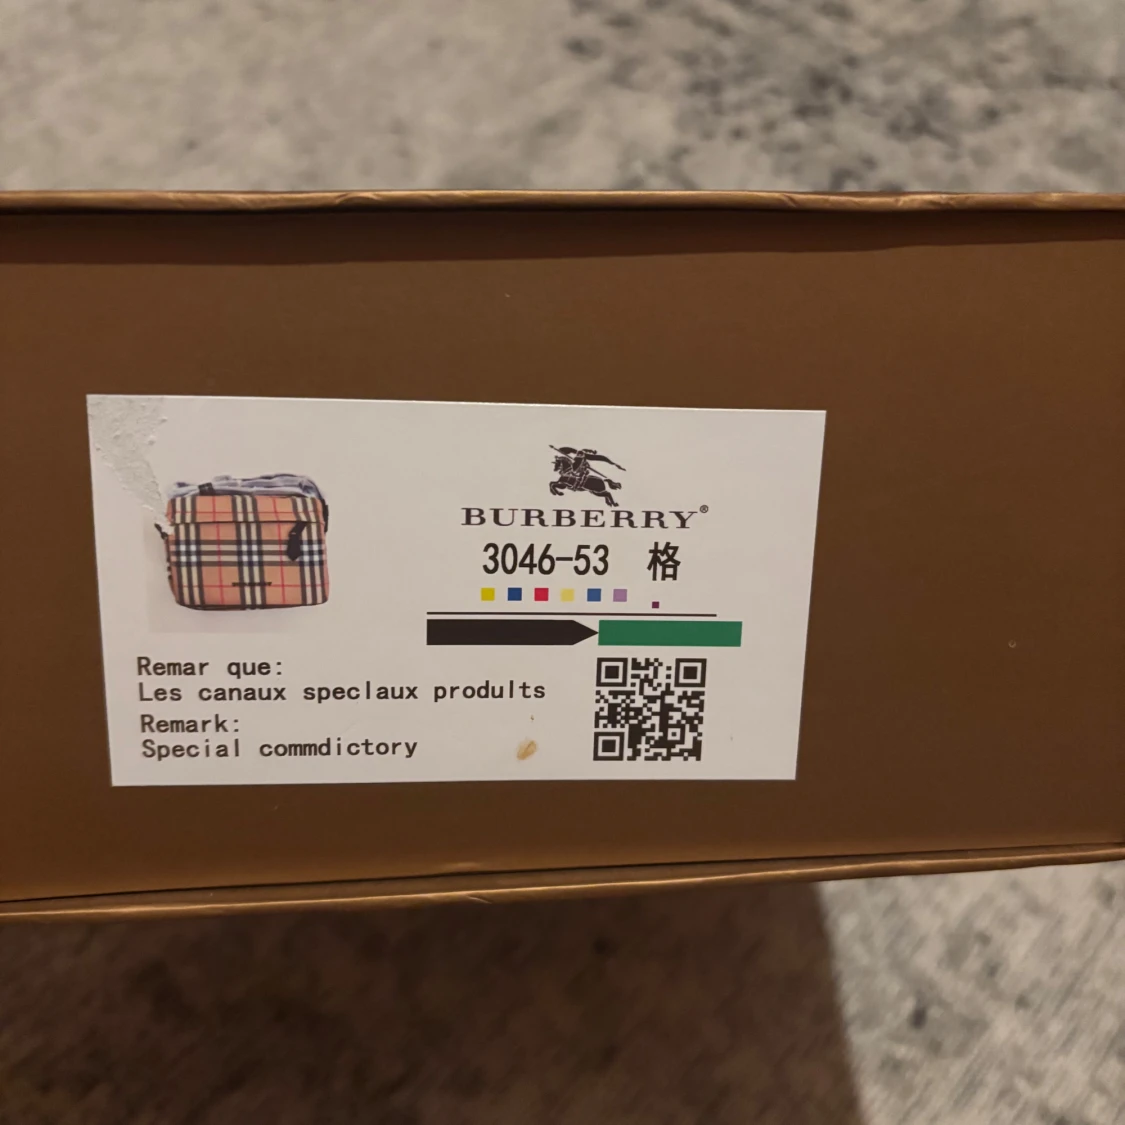 BURBERRY®
3046-53 格
Remar que:
Les canaux speclaux prodults
Remark:
Special commdictory